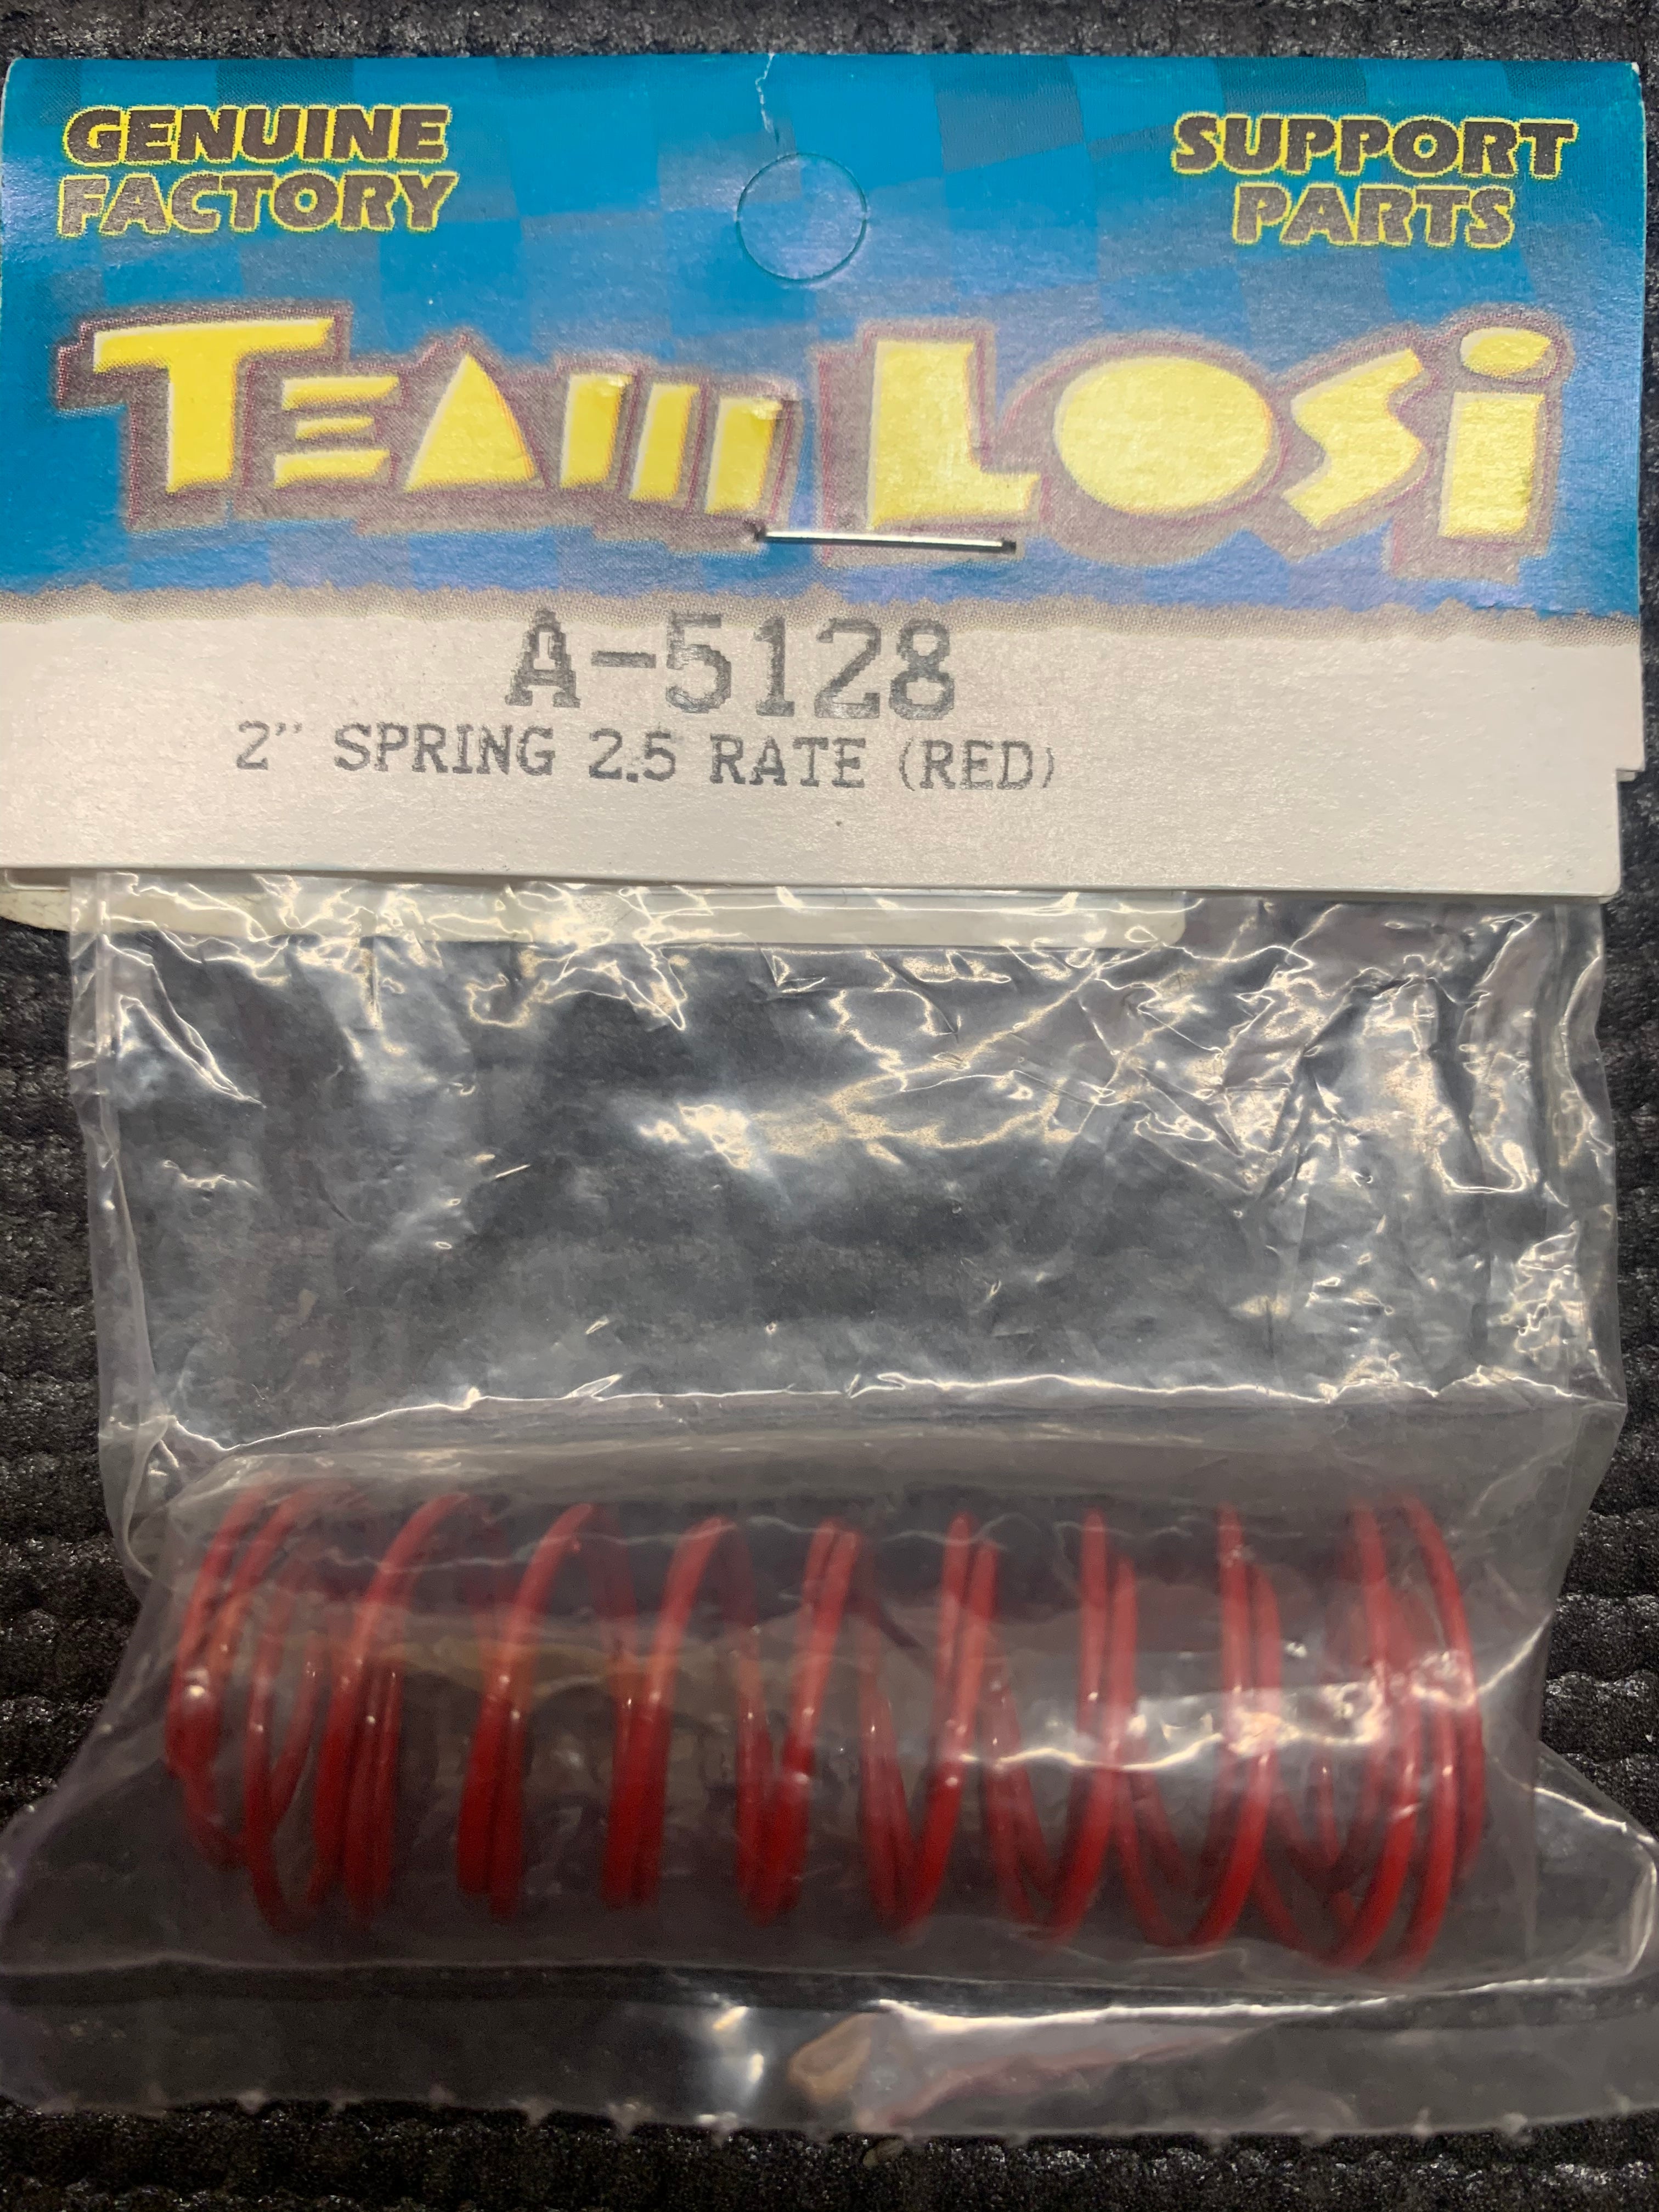 GENUINE
FACTORY
SUPPORT
PARTS
TEAM LOSi
A-5128
2" SPRING 2.5 RATE (RED)